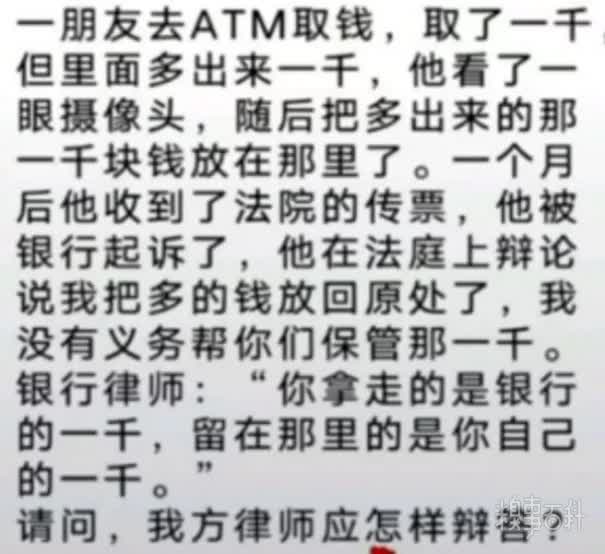 一朋友去ATM取钱，取了一千，
但里面多出来一千，他看了一
眼摄像头，随后把多出来的那
一千块钱放在那里了。一个月
后他收到了法院的传票，他被
银行起诉了，他在法庭上辩论
说我把多的钱放回原处了，我
没有义务帮你们保管那一千。
银行律师：“你拿走的是银行
的一千，留在那里的是你自己
的一千。”
请问，我方律师应怎样辩答？
糗事百科